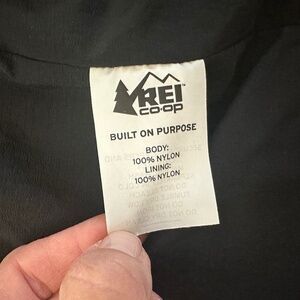 REI
CO·OP
BUILT ON PURPOSE
BODY:
100% NYLON
LINING:
100% NYLON